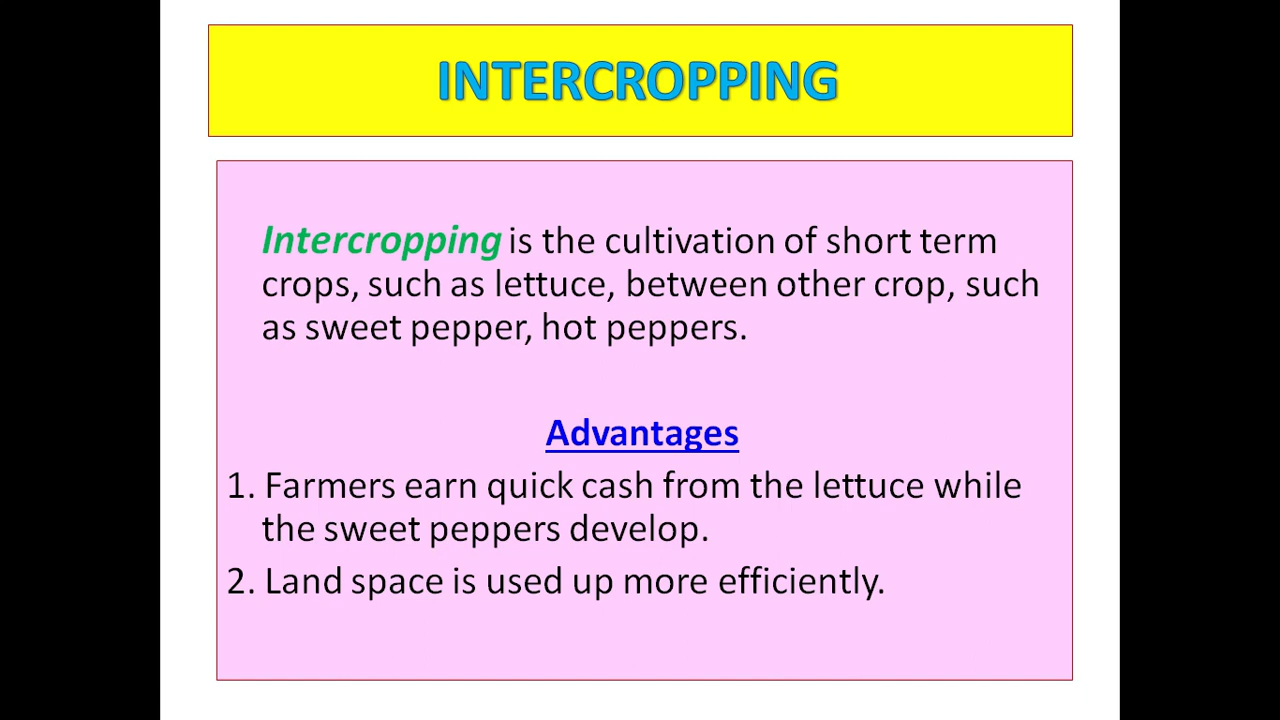 INTERCROPPING
Intercropping is the cultivation of short term
crops, such as lettuce, between other crop, such
as sweet pepper, hot peppers.
Advantages
1. Farmers earn quick cash from the lettuce while
the sweet peppers develop.
2. Land space is used up more efficiently.